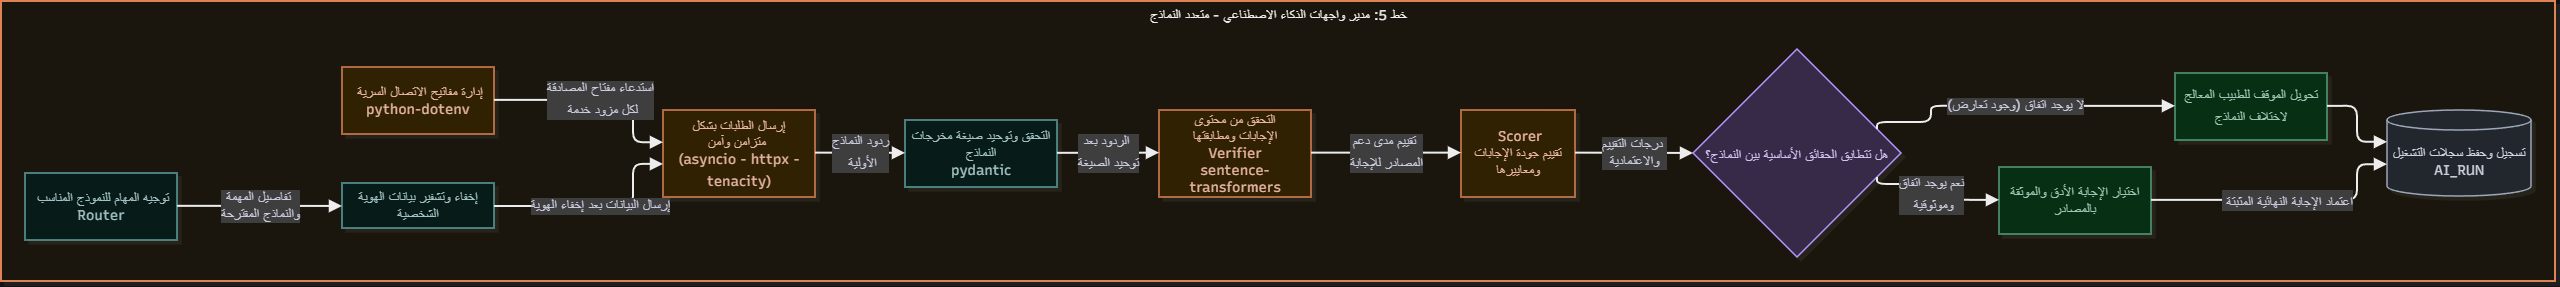 خط 5: مدير واجهات الذكاء الاصطناعي - متعدد النماذج
توجيه المهام للنموذج المناسب
Router
تفاصيل المهمة
والنماذج المقترحة
إخفاء وتشفير بيانات الهوية
الشخصية
إرسال البيانات بعد إخفاء الهوية
إدارة مفاتيح الاتصال السرية
python-dotenv
استدعاء مفتاح المصادقة
لكل مزود خدمة
إرسال الطلبات بشكل
متزامن وآمن
(asyncio - httpx -
tenacity)
ردود النماذج
الأولية
التحقق وتوحيد صيغة مخرجات
النماذج
pydantic
الردود بعد
توحيد الصيغة
التحقق من محتوى
الإجابات ومطابقتها
Verifier
sentence-
transformers
تقييم مدى دعم
المصادر للإجابة
Scorer
تقييم جودة الإجابات
ومعاييرها
درجات التقييم
والاعتمادية
هل تتطابق الحقائق الأساسية بين النماذج؟
لا يوجد اتفاق (وجود تعارض)
تحويل الموقف للطبيب المعالج
لاختلاف النماذج
نعم يوجد اتفاق
وموثوقية
اختيار الإجابة الأدق والموثقة
بالمصادر
اعتماد الإجابة النهائية المثبتة
تسجيل وحفظ سجلات التشغيل
AI_RUN